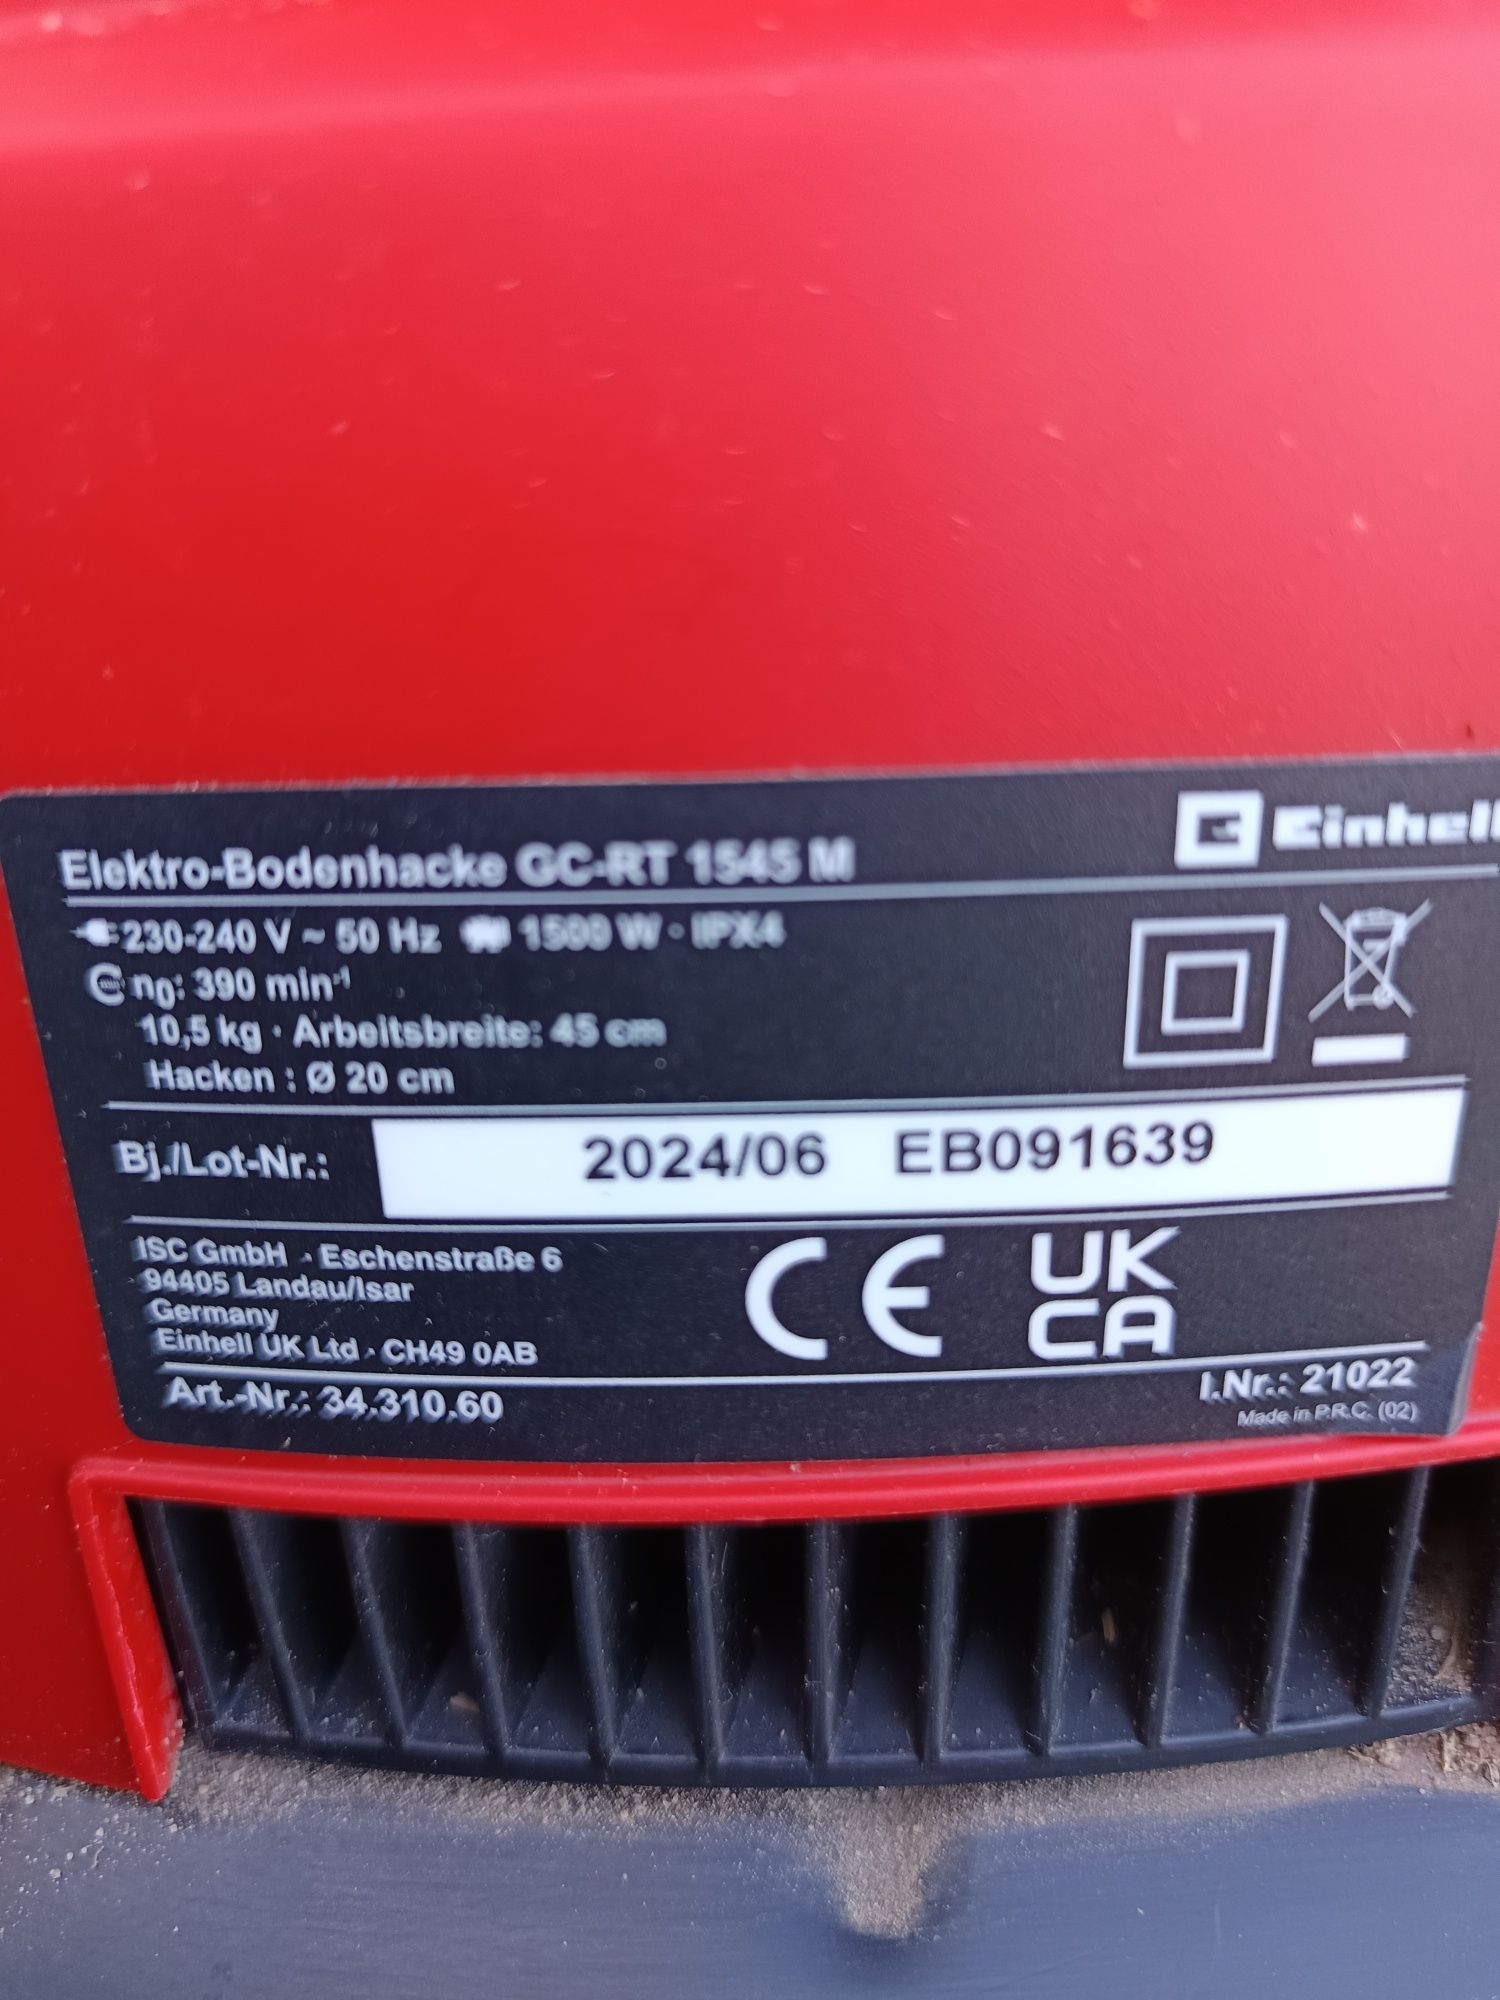 Elektro-Bodenhacke GC-RT 1545 M
Einhell
230-240 V ~ 50 Hz 1500 W · IPX4
n0: 390 min-1
10,5 kg · Arbeitsbreite: 45 cm
Hacken : Ø 20 cm
Bj./Lot-Nr.: 2024/06 EB091639
ISC GmbH · Eschenstraße 6
94405 Landau/Isar
Germany
Einhell UK Ltd · CH49 0AB
CE
UK
CA
Art.-Nr.: 34.310.60
I.Nr.: 21022
Made in P.R.C. (02)